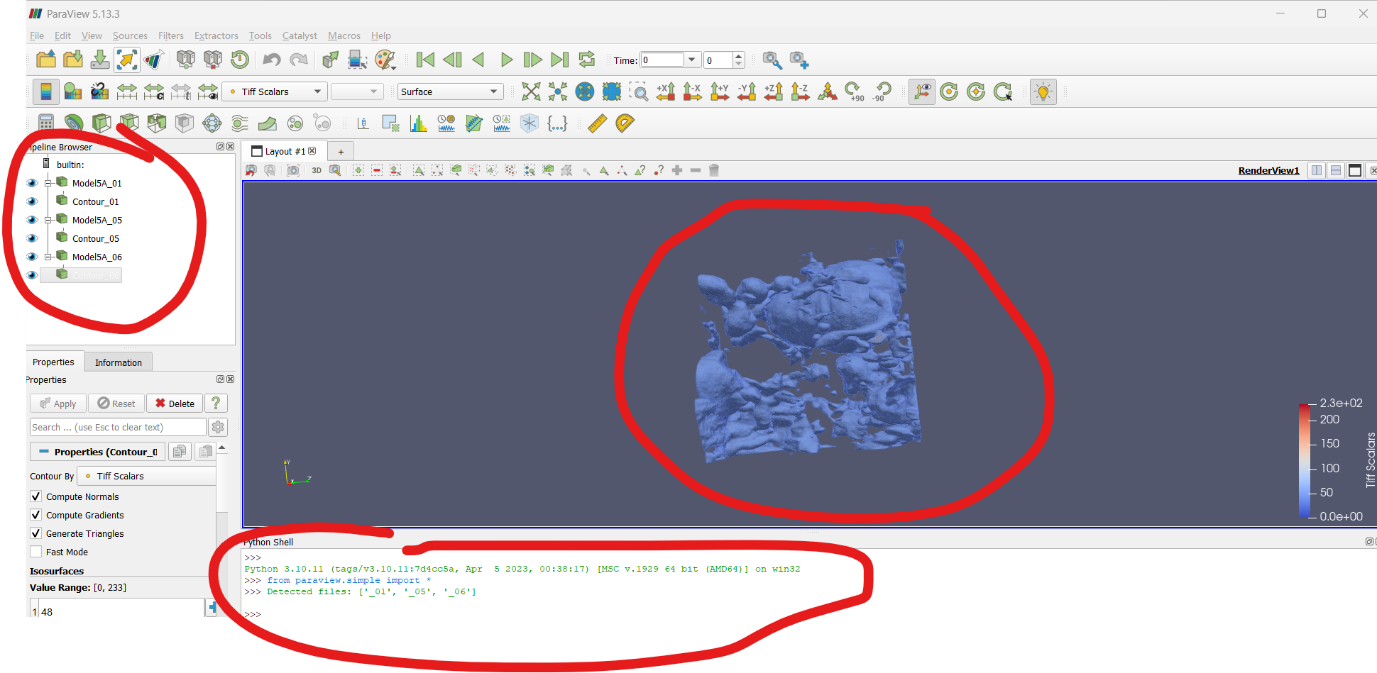 ParaView 5.13.3
File Edit View Sources Filters Extractors Tools Catalyst Macros Help
Time: 0 0
Tiff Scalars Surface +X -X +Y -Y +Z -Z +90 -90
Pipeline Browser
Layout #1 +
builtin:
3D RenderView1
Model5A_01
Contour_01
Model5A_05
Contour_05
Model5A_06
Properties Information
Properties
Apply Reset Delete ?
Search ... (use Esc to clear text)
Properties (Contour_0
Contour By Tiff Scalars
Compute Normals
Compute Gradients
Generate Triangles
Fast Mode
Isosurfaces
Value Range: [0, 233]
1 48
2.3e+02
200
150
100
50
0.0e+00
Tiff Scalars
Python Shell
>>>
Python 3.10.11 (tags/v3.10.11:7d4cc5a, Apr 5 2023, 00:38:17) [MSC v.1929 64 bit (AMD64)] on win32
>>> from paraview.simple import *
>>> Detected files: ['_01', '_05', '_06']
>>>